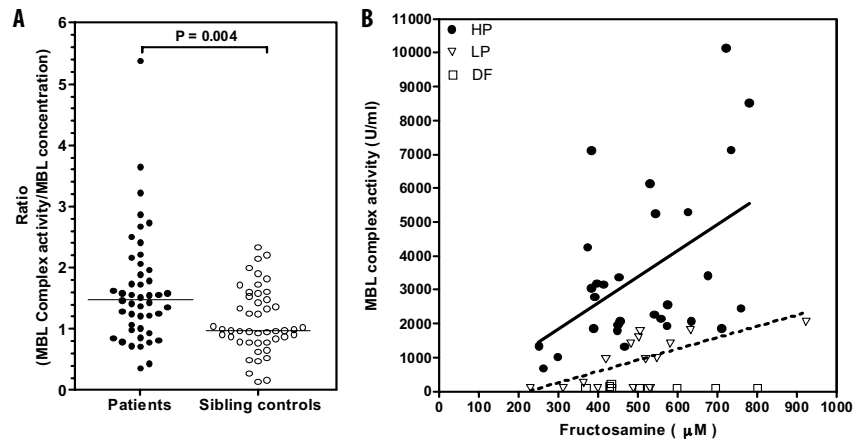 A
P = 0.004
Ratio
(MBL Complex activity/MBL concentration)
6
5
4
3
2
1
0
Patients
Sibling controls
B
HP
LP
DF
MBL complex activity (U/ml)
11000
10000
9000
8000
7000
6000
5000
4000
3000
2000
1000
0
0 100 200 300 400 500 600 700 800 900 1000
Fructosamine ( μM)